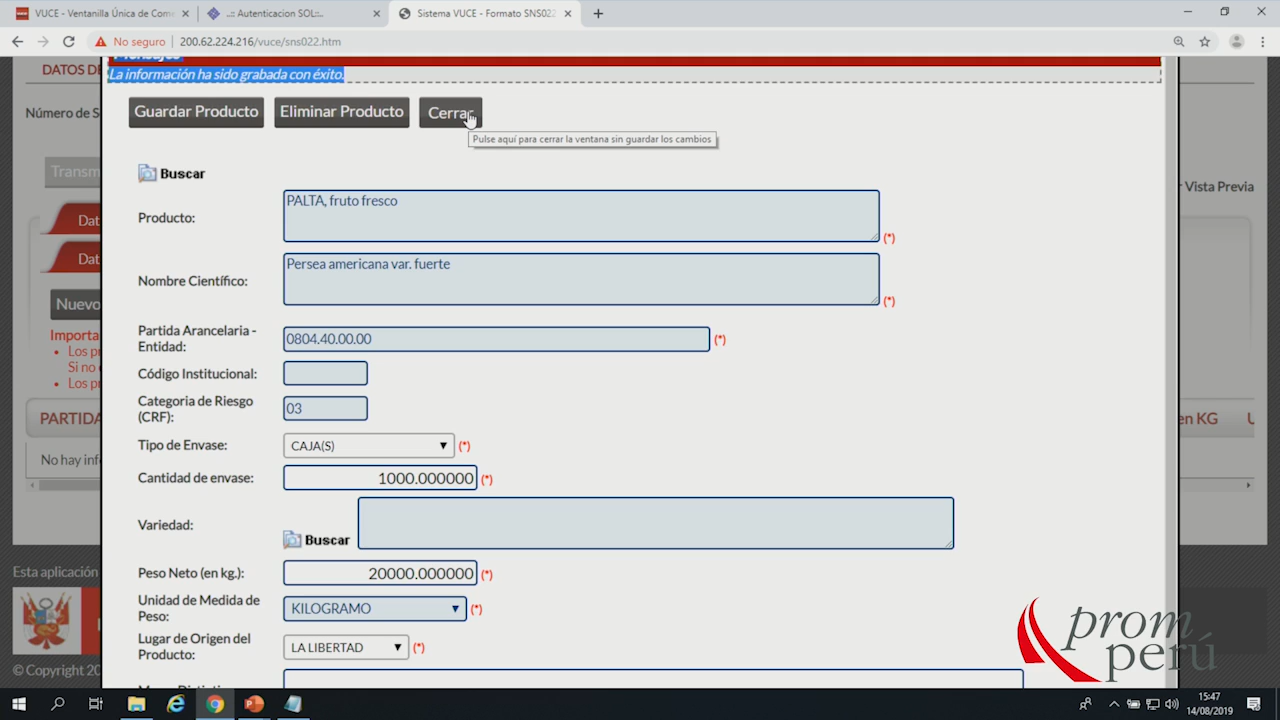 VUCE - Ventanilla Única de Com
..:: Autenticacion SOL::..
Sistema VUCE - Formato SNS022
No seguro
200.62.224.216/vuce/sns022.htm
DATOS DE
La información ha sido grabada con éxito.
Número de S
Guardar Producto
Eliminar Producto
Cerrar
Pulse aquí para cerrar la ventana sin guardar los cambios
Transm
Buscar
r Vista Previa
Producto:
PALTA, fruto fresco
(*)
Dat
Nombre Científico:
Persea americana var. fuerte
(*)
Dat
Nuevo
Partida Arancelaria -
Entidad:
0804.40.00.00
(*)
Importa
Los pr
Si no
Los pr
Código Institucional:
Categoria de Riesgo
(CRF):
03
PARTIDA
en KG
U
Tipo de Envase:
CAJA(S)
(*)
No hay info
Cantidad de envase:
1000.000000
(*)
Variedad:
Buscar
Peso Neto (en kg.):
20000.000000
(*)
Esta aplicación
Unidad de Medida de
Peso:
KILOGRAMO
(*)
Lugar de Origen del
Producto:
LA LIBERTAD
(*)
© Copyright 20
prom
perú
15:47
14/08/2019